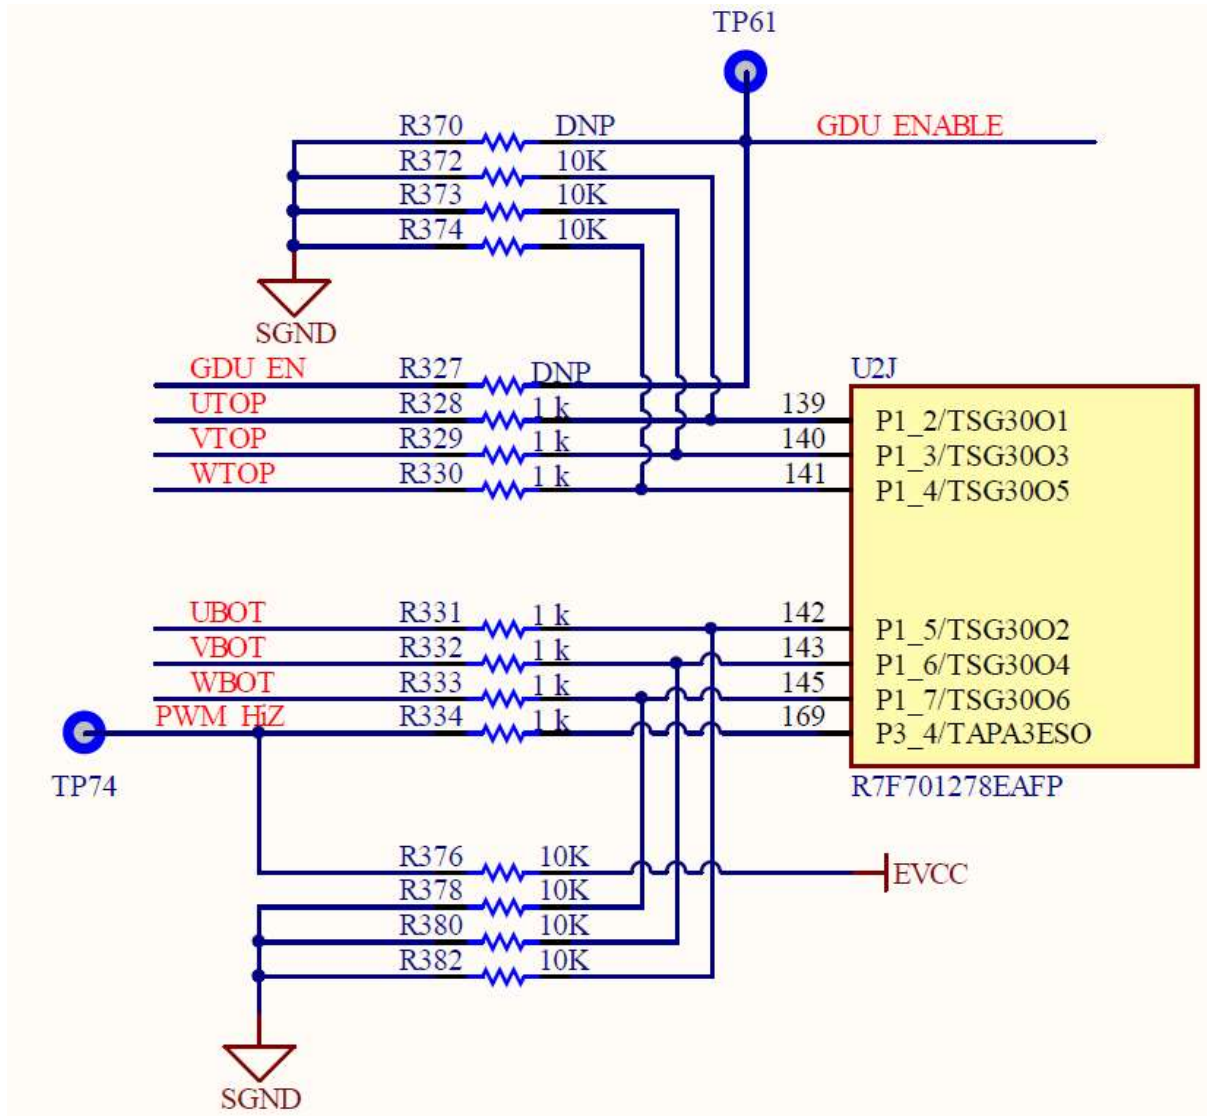 TP61
R370 DNP GDU_ENABLE
R372 10K
R373 10K
R374 10K
SGND
GDU_EN R327 DNP U2J
UTOP R328 1 k 139 P1_2/TSG30O1
VTOP R329 1 k 140 P1_3/TSG30O3
WTOP R330 1 k 141 P1_4/TSG30O5
UBOT R331 1 k 142 P1_5/TSG30O2
VBOT R332 1 k 143 P1_6/TSG30O4
WBOT R333 1 k 145 P1_7/TSG30O6
PWM_HiZ R334 1 k 169 P3_4/TAPA3ESO
TP74 R7F701278EAFP
R376 10K EVCC
R378 10K
R380 10K
R382 10K
SGND